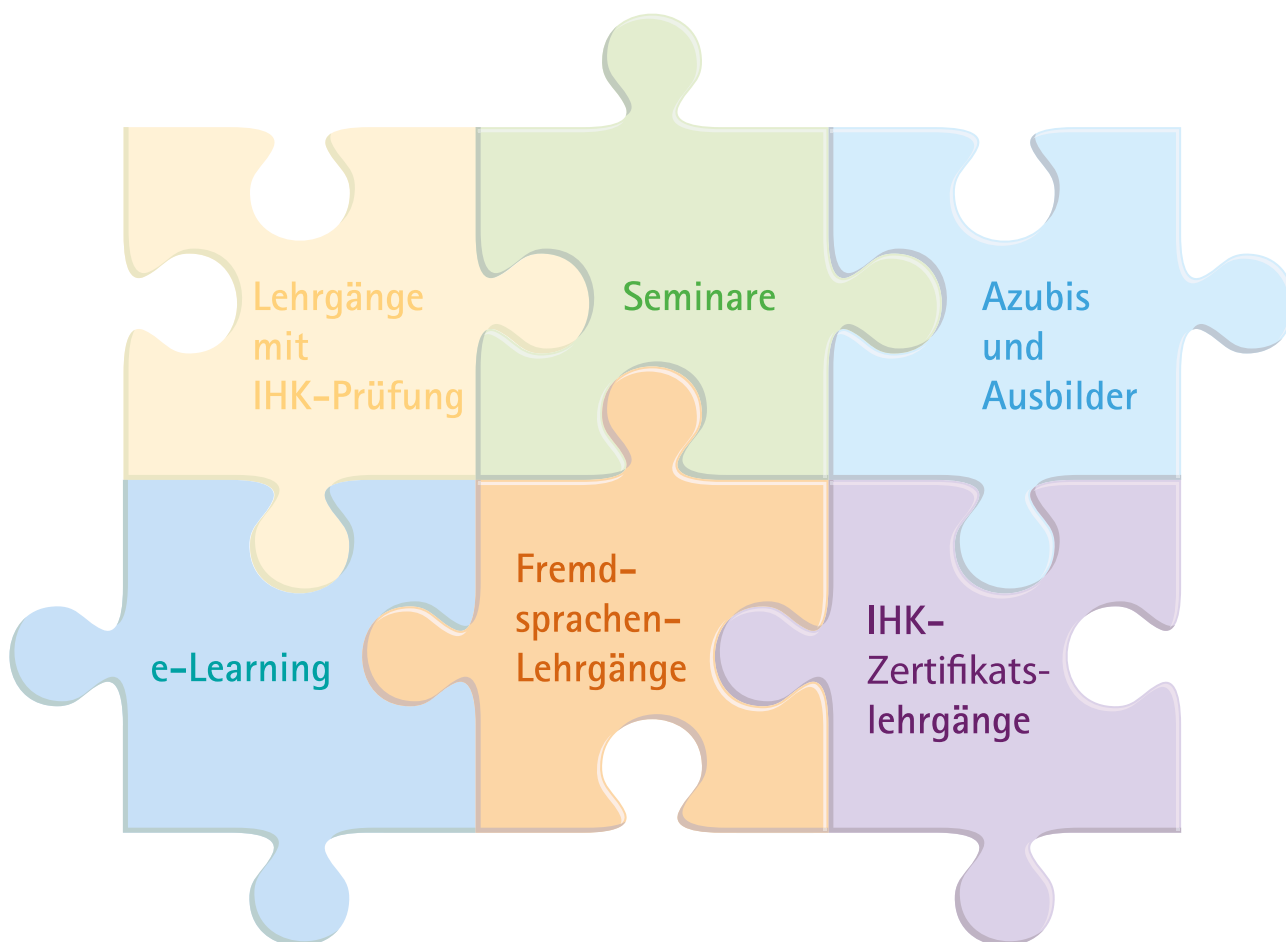 Lehrgänge
mit
IHK-Prüfung
Seminare
Azubis
und
Ausbilder
e-Learning
Fremd-
sprachen-
Lehrgänge
IHK-
Zertifikats-
lehrgänge